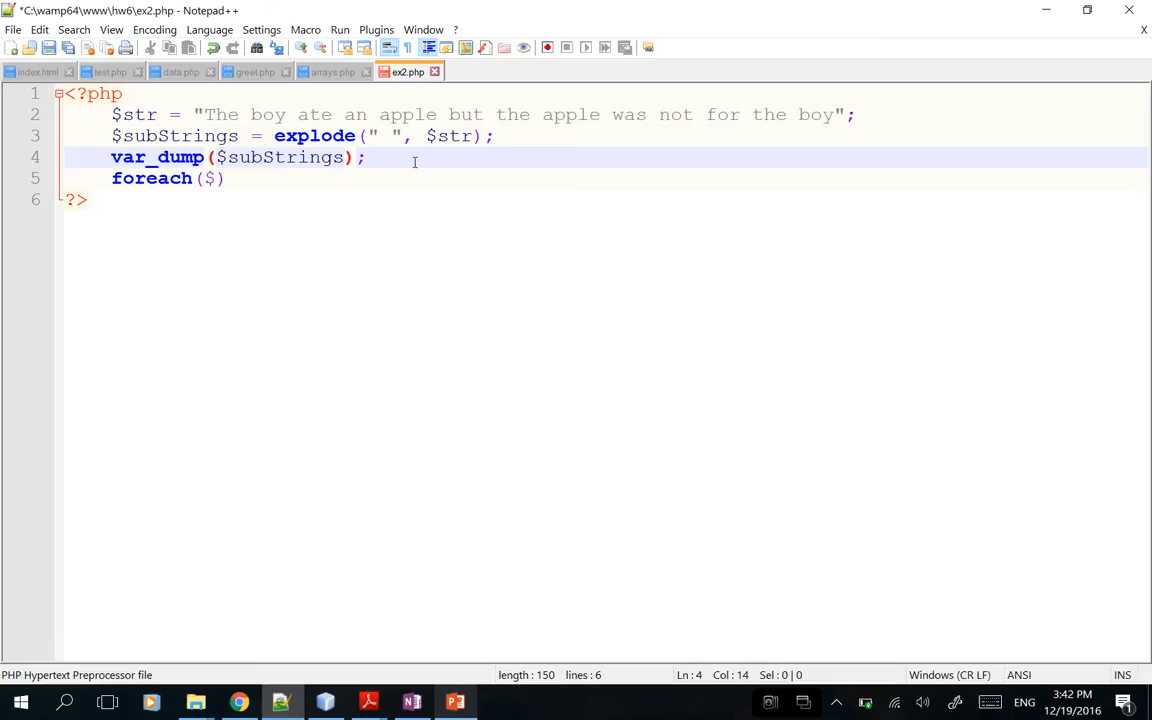 *C:\wamp64\www\hw6\ex2.php - Notepad++
File Edit Search View Encoding Language Settings Macro Run Plugins Window ? X
index.html test.php data.php greet.php arrays.php ex2.php
1 <?php
2 $str = "The boy ate an apple but the apple was not for the boy";
3 $subStrings = explode(" ", $str);
4 var_dump($subStrings);
5 foreach($)
6 ?>
PHP Hypertext Preprocessor file length : 150 lines : 6 Ln : 4 Col : 14 Sel : 0 | 0 Windows (CR LF) ANSI INS
ENG 3:42 PM
12/19/2016